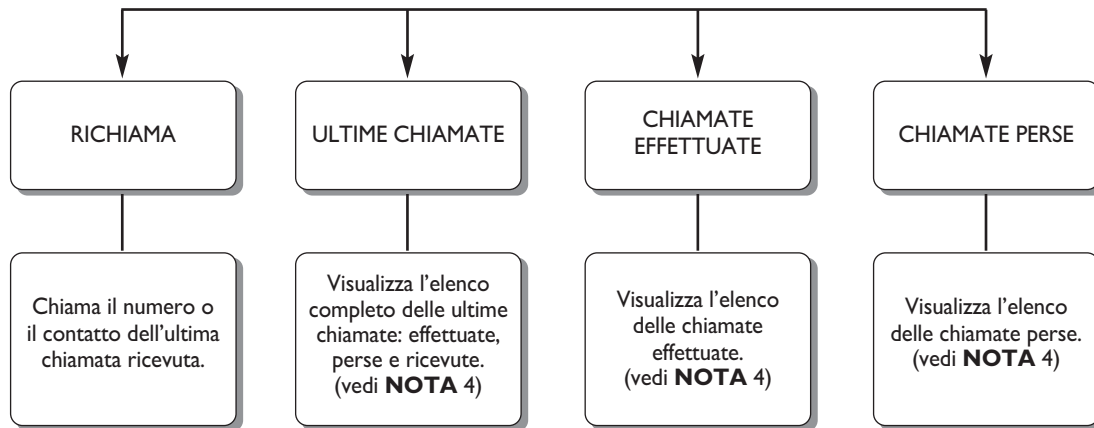 RICHIAMA
ULTIME CHIAMATE
CHIAMATE
EFFETTUATE
CHIAMATE PERSE
Chiama il numero o
il contatto dell'ultima
chiamata ricevuta.
Visualizza l'elenco
completo delle ultime
chiamate: effettuate,
perse e ricevute.
(vedi NOTA 4)
Visualizza l'elenco
delle chiamate
effettuate.
(vedi NOTA 4)
Visualizza l'elenco
delle chiamate perse.
(vedi NOTA 4)